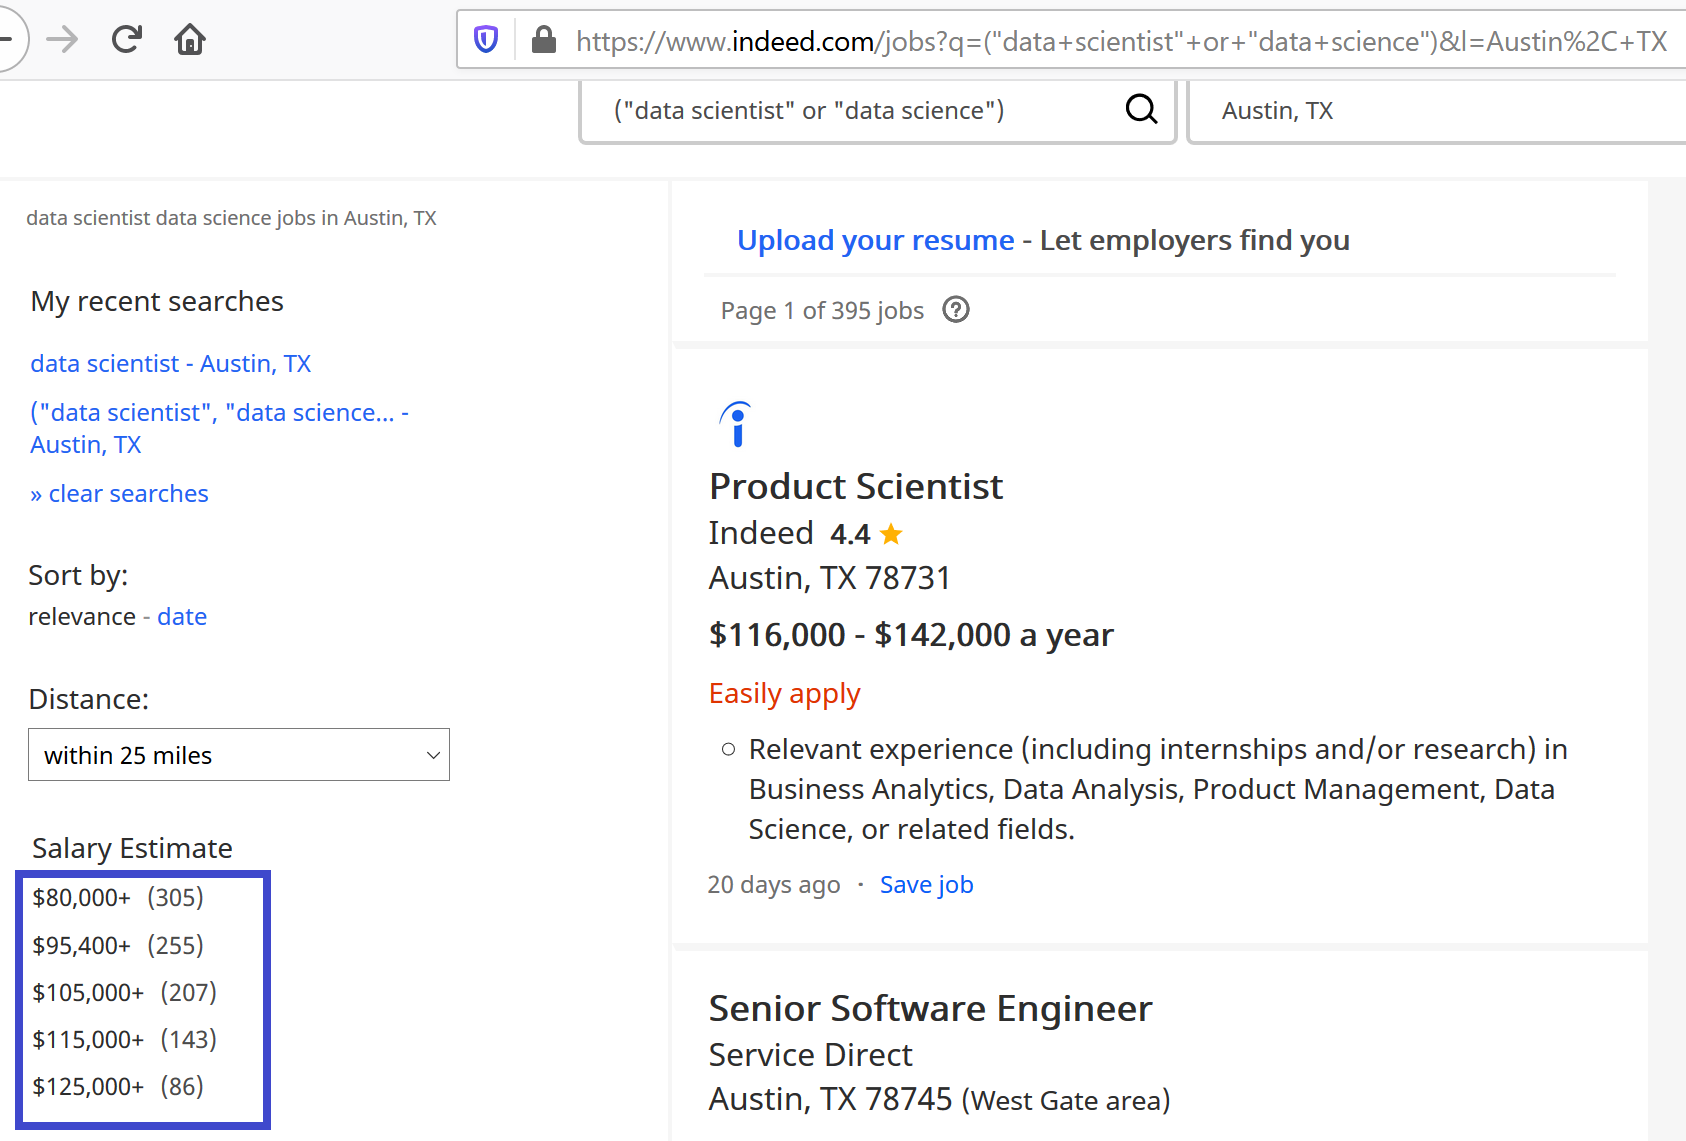 https://www.indeed.com/jobs?q=("data+scientist"+or+"data+science")&l=Austin%2C+TX
("data scientist" or "data science")
Austin, TX
data scientist data science jobs in Austin, TX
My recent searches
data scientist - Austin, TX
("data scientist", "data science... -
Austin, TX
» clear searches
Sort by:
relevance - date
Distance:
within 25 miles
Salary Estimate
$80,000+ (305)
$95,400+ (255)
$105,000+ (207)
$115,000+ (143)
$125,000+ (86)
Upload your resume - Let employers find you
Page 1 of 395 jobs ?
Product Scientist
Indeed 4.4
Austin, TX 78731
$116,000 - $142,000 a year
Easily apply
Relevant experience (including internships and/or research) in
Business Analytics, Data Analysis, Product Management, Data
Science, or related fields.
20 days ago · Save job
Senior Software Engineer
Service Direct
Austin, TX 78745 (West Gate area)